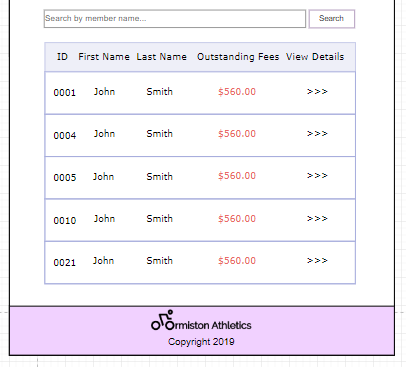 Search by member name... Search
ID First Name Last Name Outstanding Fees View Details
0001 John Smith $560.00 >>>
0004 John Smith $560.00 >>>
0005 John Smith $560.00 >>>
0010 John Smith $560.00 >>>
0021 John Smith $560.00 >>>
Ormiston Athletics
Copyright 2019